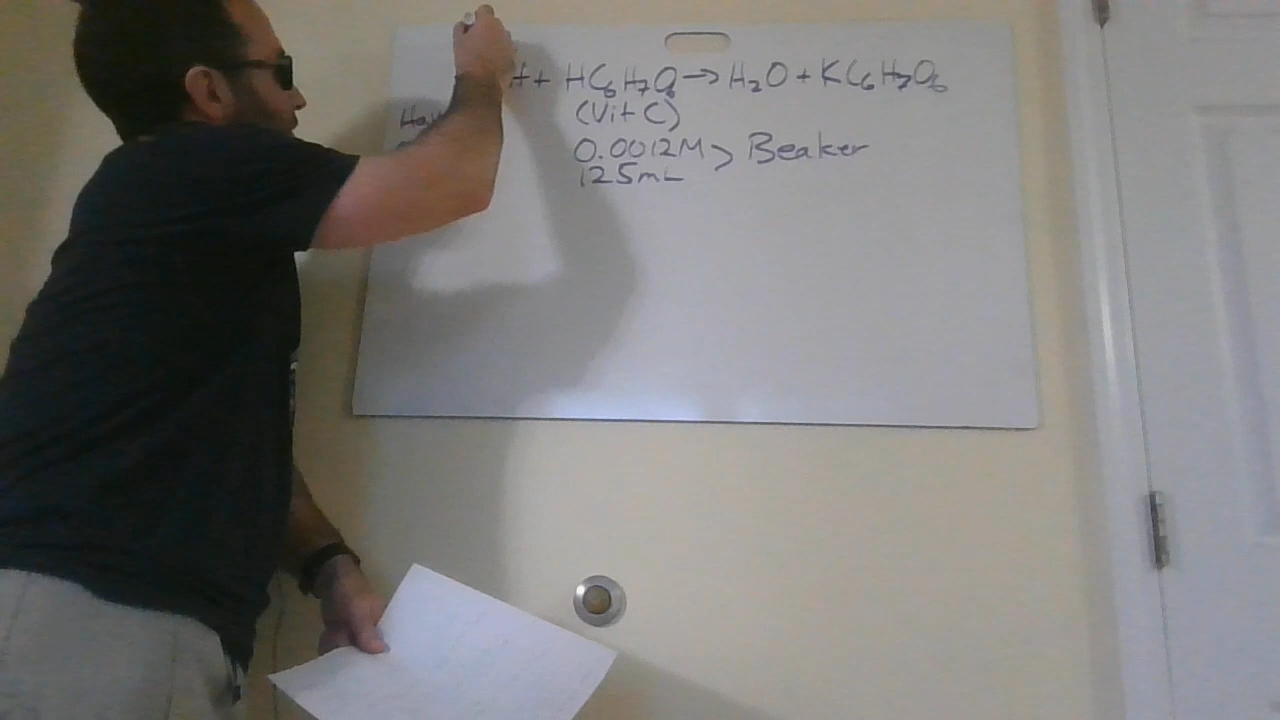 H + HC₆H₇O₆ → H₂O + KC₆H₇O₆
(Vit C)
0.0012M > Beaker
125mL